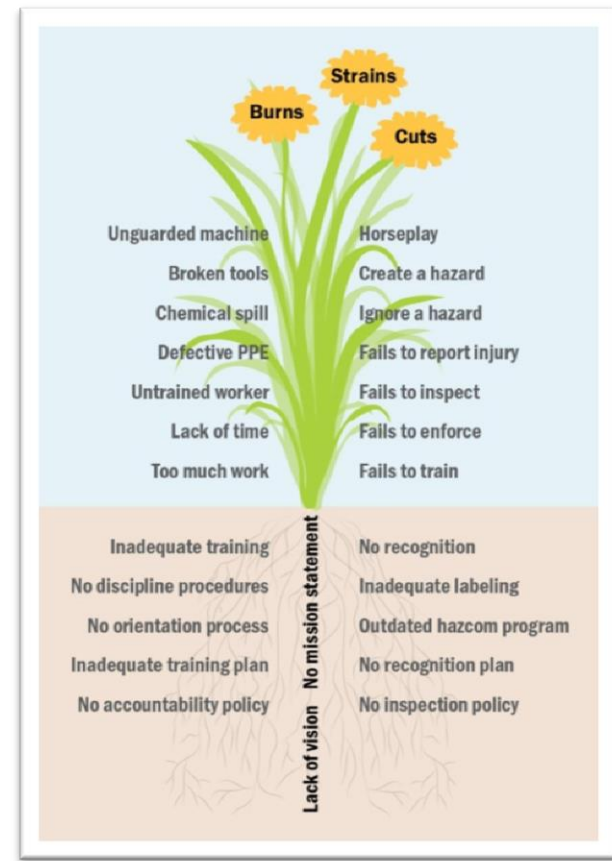 Strains
Burns
Cuts
Unguarded machine
Horseplay
Broken tools
Create a hazard
Chemical spill
Ignore a hazard
Defective PPE
Fails to report injury
Untrained worker
Fails to inspect
Lack of time
Fails to enforce
Too much work
Fails to train
Inadequate training
No recognition
No discipline procedures
Inadequate labeling
No orientation process
Outdated hazcom program
Inadequate training plan
No recognition plan
No accountability policy
No inspection policy
Lack of vision No mission statement